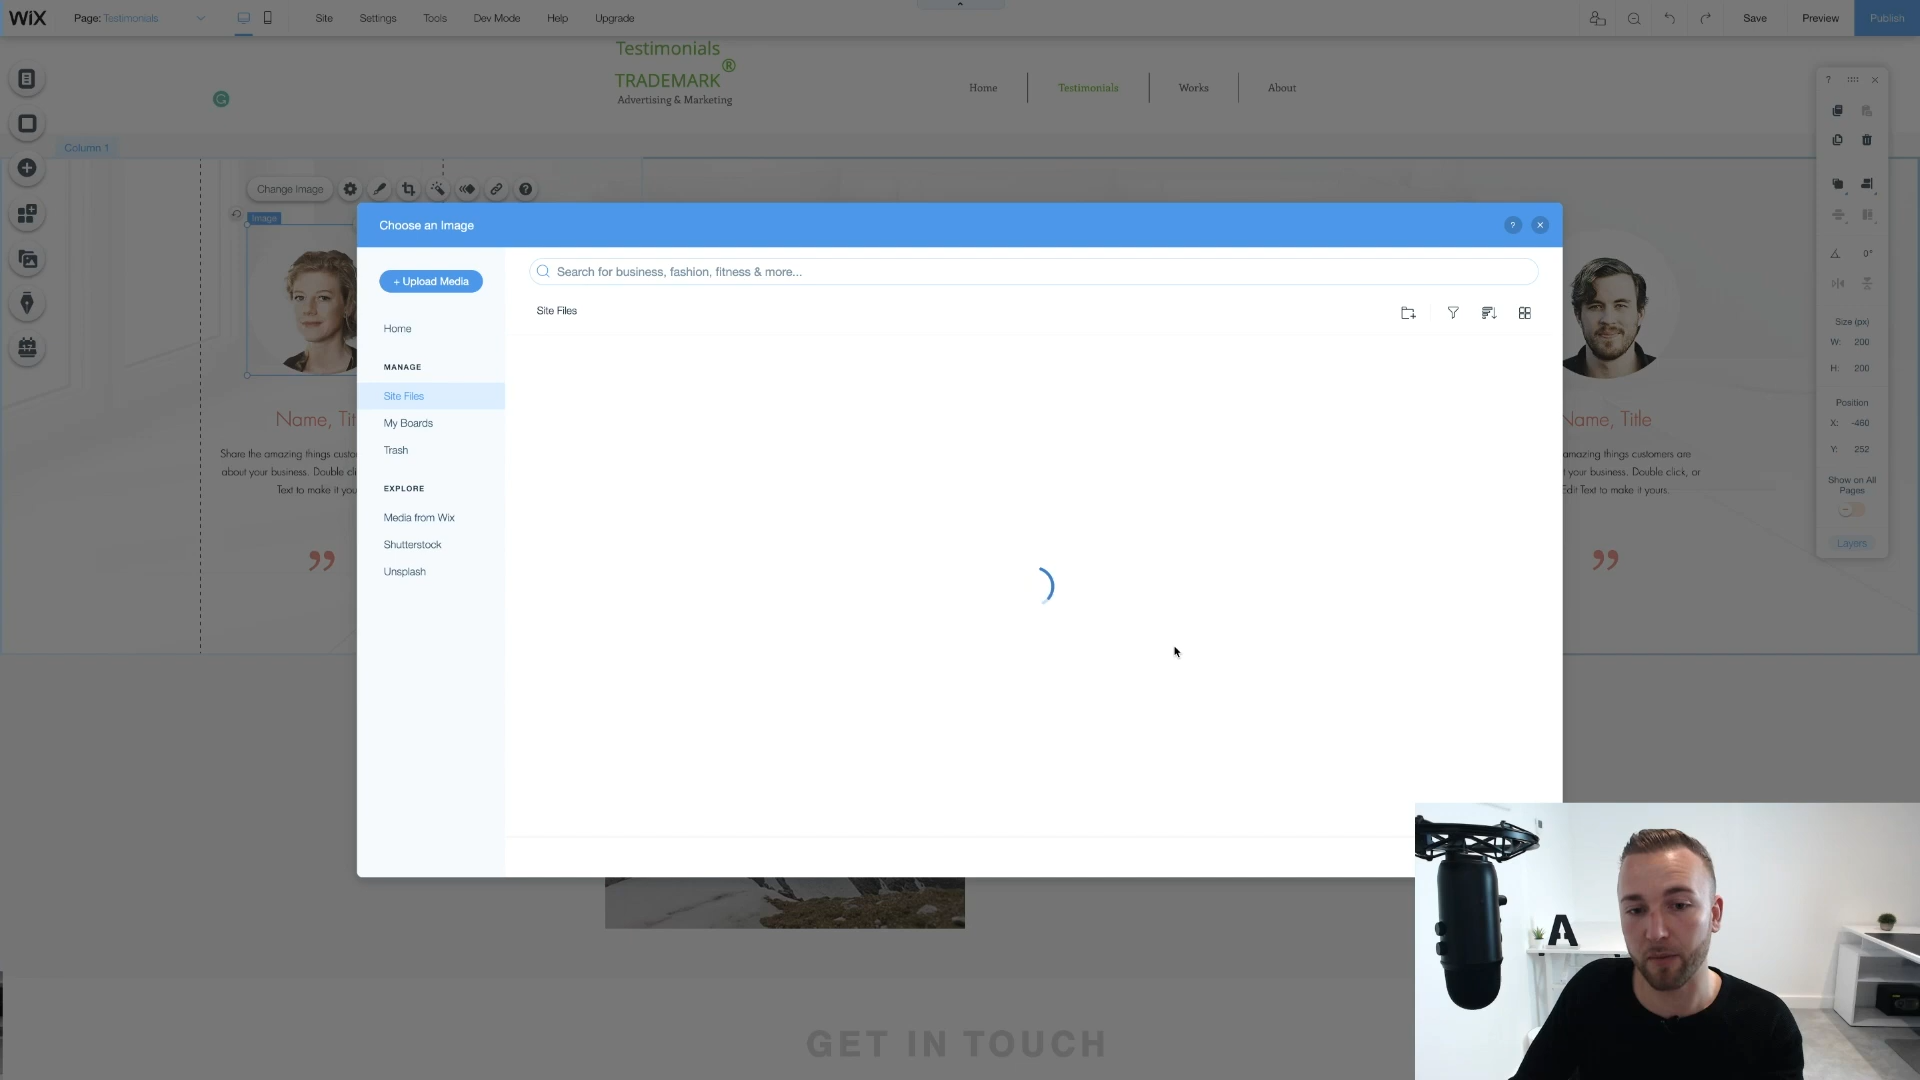 WiX
Page: Testimonials
Site
Settings
Tools
Dev Mode
Help
Upgrade
Save
Preview
Publish
Testimonials
TRADEMARK ®
Advertising & Marketing
Home
Testimonials
Works
About
Column 1
Change Image
Image
Choose an Image
+ Upload Media
Search for business, fashion, fitness & more...
Home
Site Files
MANAGE
Site Files
My Boards
Trash
EXPLORE
Media from Wix
Shutterstock
Unsplash
Name, Tit
Share the amazing things custo
about your business. Double cli
Text to make it you
”
Name, Title
amazing things customers are
t your business. Double click, or
Edit Text to make it yours.
”
?
0°
Size (px)
W: 200
H: 200
Position
X: -460
Y: 252
Show on All
Pages
Layers
GET IN TOUCH
A